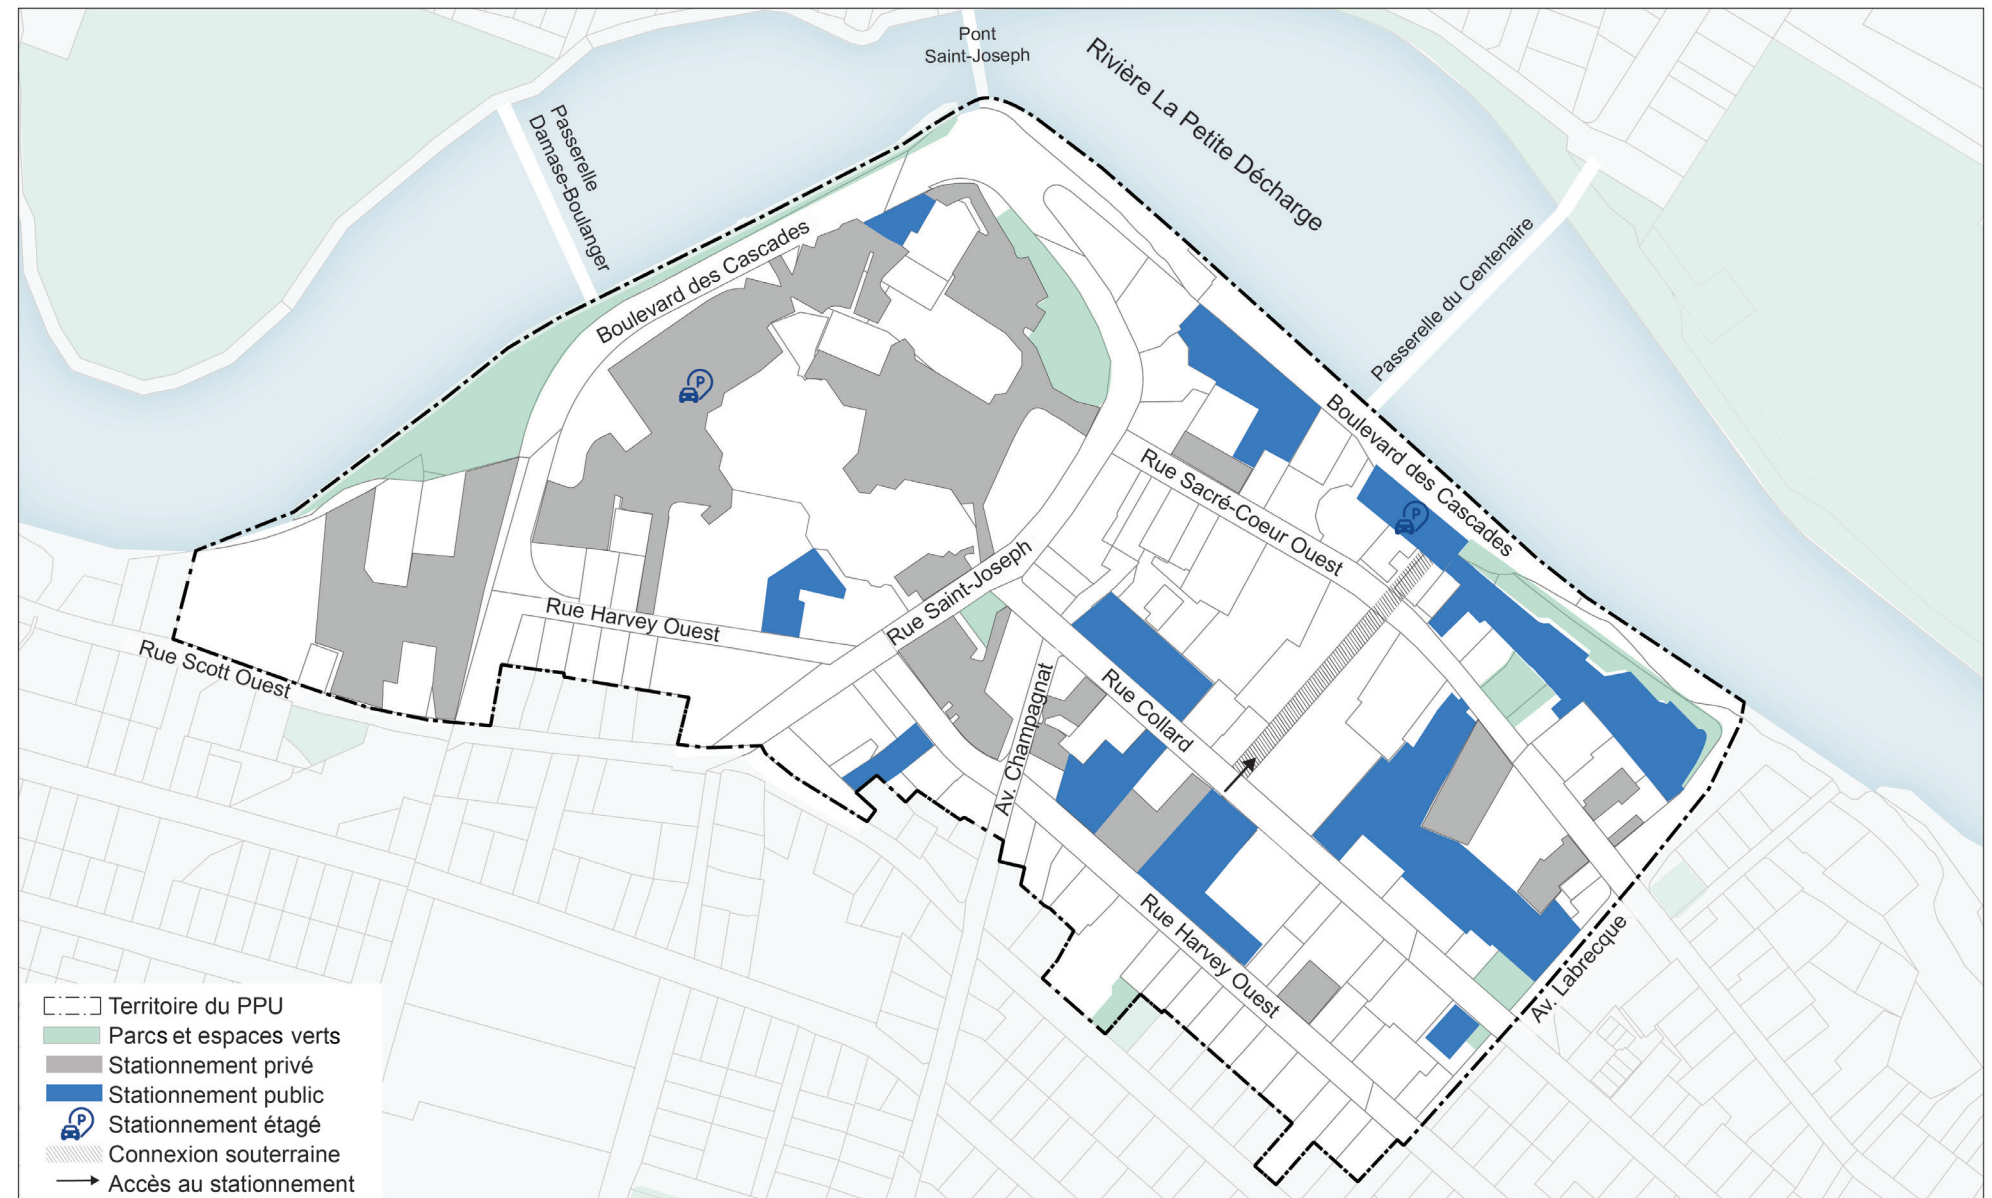 Pont
Saint-Joseph
Rivière La Petite Décharge
Passerelle
Damase-Boulanger
Passerelle du Centenaire
Boulevard des Cascades
P
Boulevard des Cascades
Rue Sacré-Coeur Ouest
P
Rue Saint-Joseph
Rue Harvey Ouest
Rue Scott Ouest
Rue Collard
Av. Champagnat
Rue Harvey Ouest
Av. Labrecque
Territoire du PPU
Parcs et espaces verts
Stationnement privé
Stationnement public
P
Stationnement étagé
Connexion souterraine
Accès au stationnement